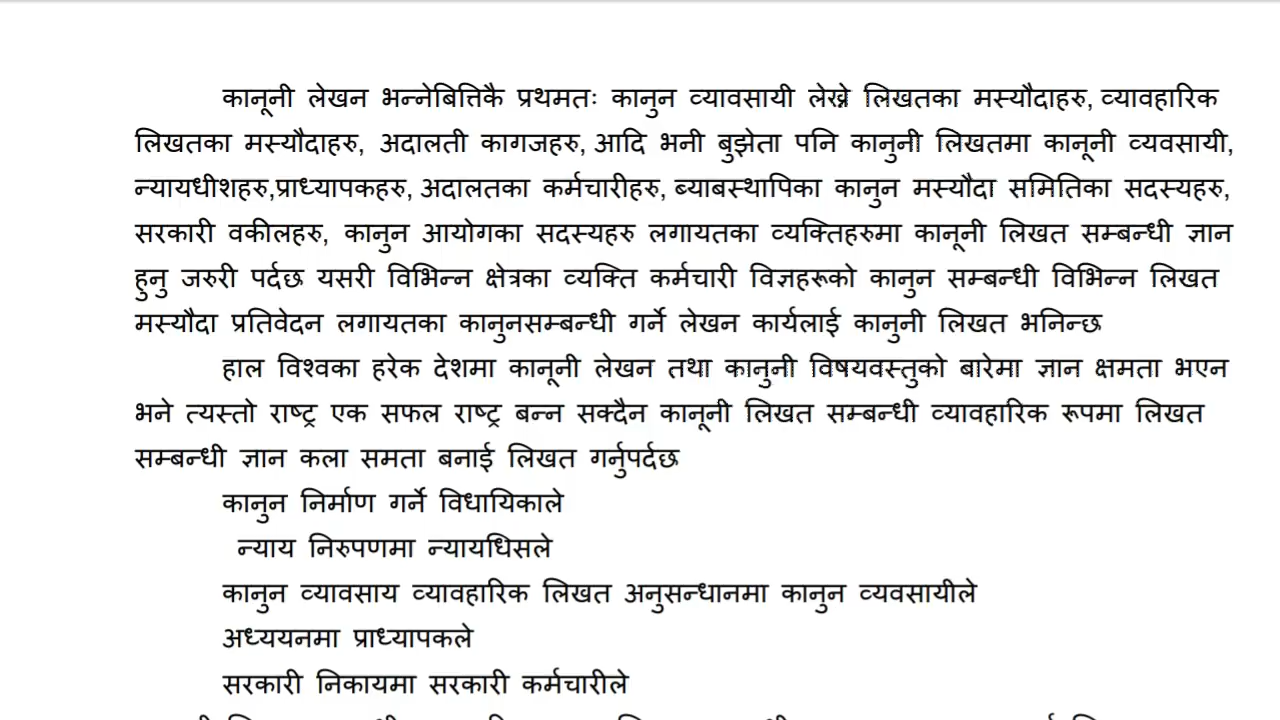 कानूनी लेखन भन्नेबित्तिकै प्रथमतः कानुन व्यावसायी लेख्ने लिखतका मस्यौदाहरु, व्यावहारिक
लिखतका मस्यौदाहरु, अदालती कागजहरु, आदि भनी बुझेता पनि कानुनी लिखतमा कानूनी व्यवसायी,
न्यायधीशहरु,प्राध्यापकहरु, अदालतका कर्मचारीहरु, ब्याबस्थापिका कानुन मस्यौदा समितिका सदस्यहरु,
सरकारी वकीलहरु, कानुन आयोगका सदस्यहरु लगायतका व्यक्तिहरुमा कानूनी लिखत सम्बन्धी ज्ञान
हुनु जरुरी पर्दछ यसरी विभिन्न क्षेत्रका व्यक्ति कर्मचारी विज्ञहरूको कानुन सम्बन्धी विभिन्न लिखत
मस्यौदा प्रतिवेदन लगायतका कानुनसम्बन्धी गर्ने लेखन कार्यलाई कानुनी लिखत भनिन्छ
हाल विश्वका हरेक देशमा कानूनी लेखन तथा कानुनी विषयवस्तुको बारेमा ज्ञान क्षमता भएन
भने त्यस्तो राष्ट्र एक सफल राष्ट्र बन्न सक्दैन कानूनी लिखत सम्बन्धी व्यावहारिक रूपमा लिखत
सम्बन्धी ज्ञान कला समता बनाई लिखत गर्नुपर्दछ
कानुन निर्माण गर्ने विधायिकाले
न्याय निरुपणमा न्यायधिसले
कानुन व्यावसाय व्यावहारिक लिखत अनुसन्धानमा कानुन व्यवसायीले
अध्ययनमा प्राध्यापकले
सरकारी निकायमा सरकारी कर्मचारीले